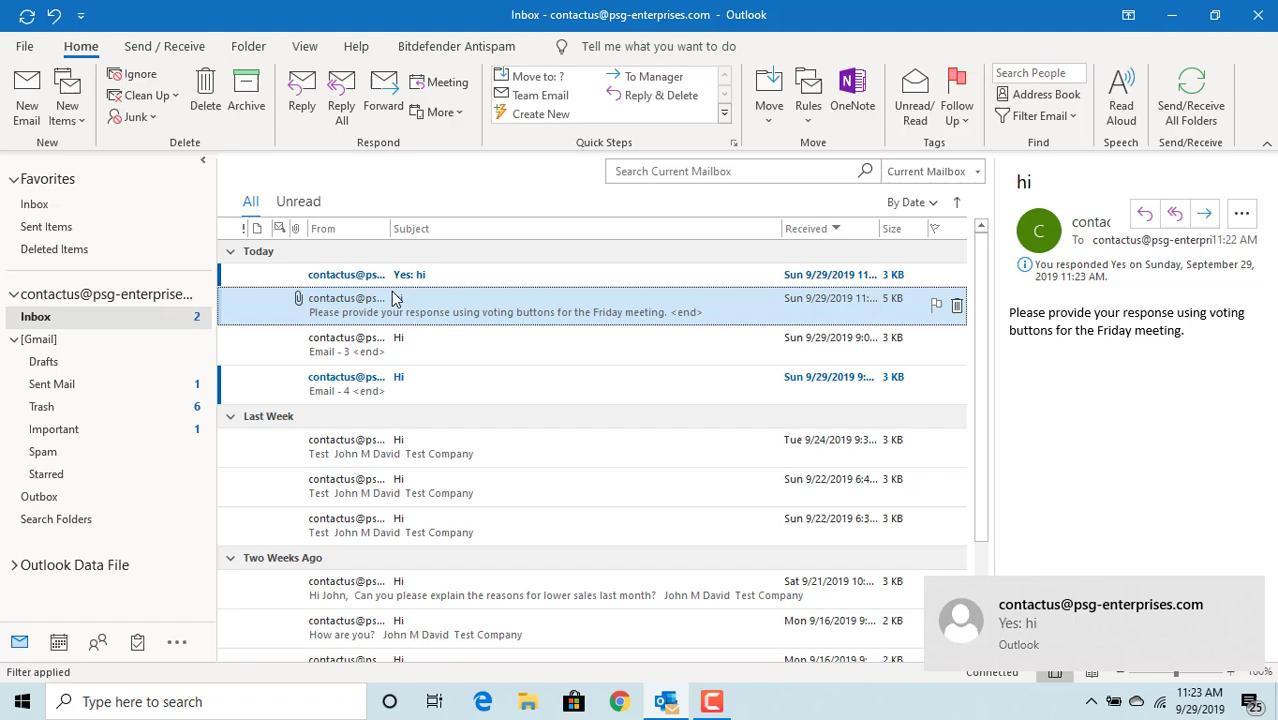 Inbox - contactus@psg-enterprises.com - Outlook
File Home Send / Receive Folder View Help Bitdefender Antispam Tell me what you want to do
New Email
New Items
Ignore
Clean Up
Junk
Delete
Archive
Reply
Reply All
Forward
Meeting
More
Move to: ?
Team Email
Create New
To Manager
Reply & Delete
Move
Rules
OneNote
Unread/ Read
Follow Up
Search People
Address Book
Filter Email
Read Aloud
Send/Receive All Folders
New Delete Respond Quick Steps Move Tags Find Speech Send/Receive
Favorites
Inbox
Sent Items
Deleted Items
contactus@psg-enterprise...
Inbox 2
[Gmail]
Drafts
Sent Mail 1
Trash 6
Important 1
Spam
Starred
Outbox
Search Folders
Outlook Data File
Search Current Mailbox Current Mailbox
All Unread By Date
! From Subject Received Size
Today
contactus@ps... Yes: hi Sun 9/29/2019 11:... 3 KB
contactus@ps... Sun 9/29/2019 11:... 5 KB
Please provide your response using voting buttons for the Friday meeting. <end>
contactus@ps... Hi Sun 9/29/2019 9:0... 3 KB
Email - 3 <end>
contactus@ps... Hi Sun 9/29/2019 9:... 3 KB
Email - 4 <end>
Last Week
contactus@ps... Hi Tue 9/24/2019 9:3... 3 KB
Test John M David Test Company
contactus@ps... Hi Sun 9/22/2019 6:4... 3 KB
Test John M David Test Company
contactus@ps... Hi Sun 9/22/2019 6:3... 3 KB
Test John M David Test Company
Two Weeks Ago
contactus@ps... Hi Sat 9/21/2019 10:... 3 KB
Hi John, Can you please explain the reasons for lower sales last month? John M David Test Company
contactus@ps... Hi Mon 9/16/2019 9:... 3 KB
How are you? John M David Test Company
contactus@ps... Hi Mon 9/16/2019 9:... 2 KB
hi
C
contac
To contactus@psg-enterpri 11:22 AM
You responded Yes on Sunday, September 29,
2019 11:23 AM.
Please provide your response using voting
buttons for the Friday meeting.
contactus@psg-enterprises.com
Yes: hi
Outlook
Filter applied Connected 100%
Type here to search
11:23 AM
9/29/2019
25